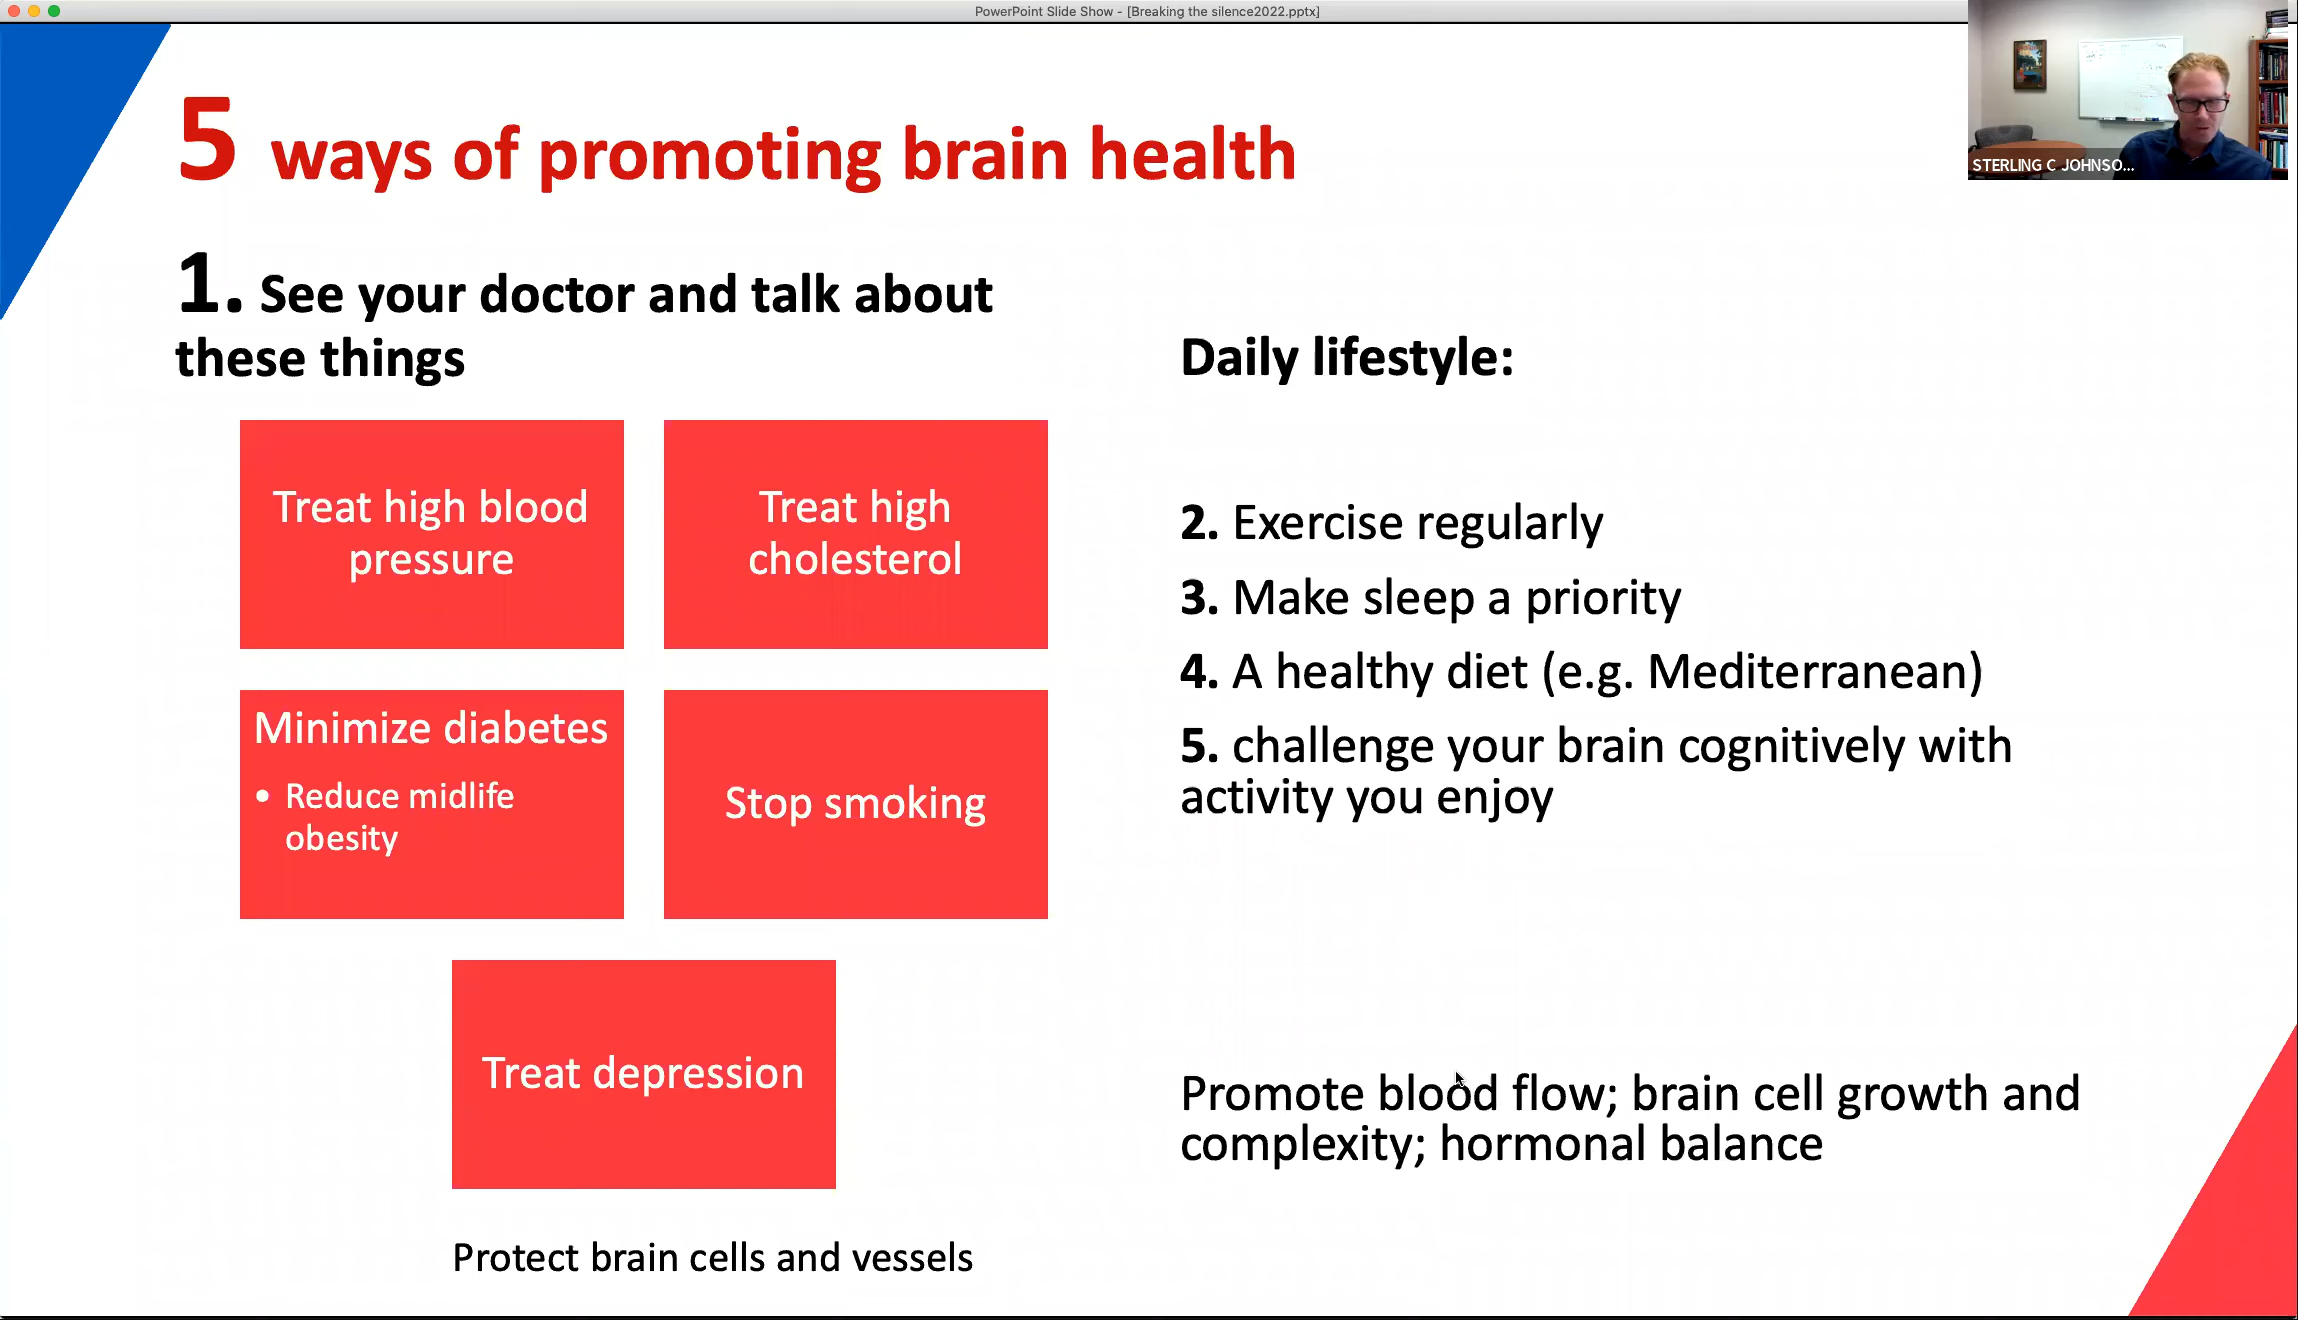 PowerPoint Slide Show - [Breaking the silence2022.pptx]
5 ways of promoting brain health
1. See your doctor and talk about
these things
Treat high blood
pressure
Treat high
cholesterol
Minimize diabetes
• Reduce midlife
obesity
Stop smoking
Treat depression
Protect brain cells and vessels
Daily lifestyle:
2. Exercise regularly
3. Make sleep a priority
4. A healthy diet (e.g. Mediterranean)
5. challenge your brain cognitively with
activity you enjoy
Promote blood flow; brain cell growth and
complexity; hormonal balance
STERLING C JOHNSO...